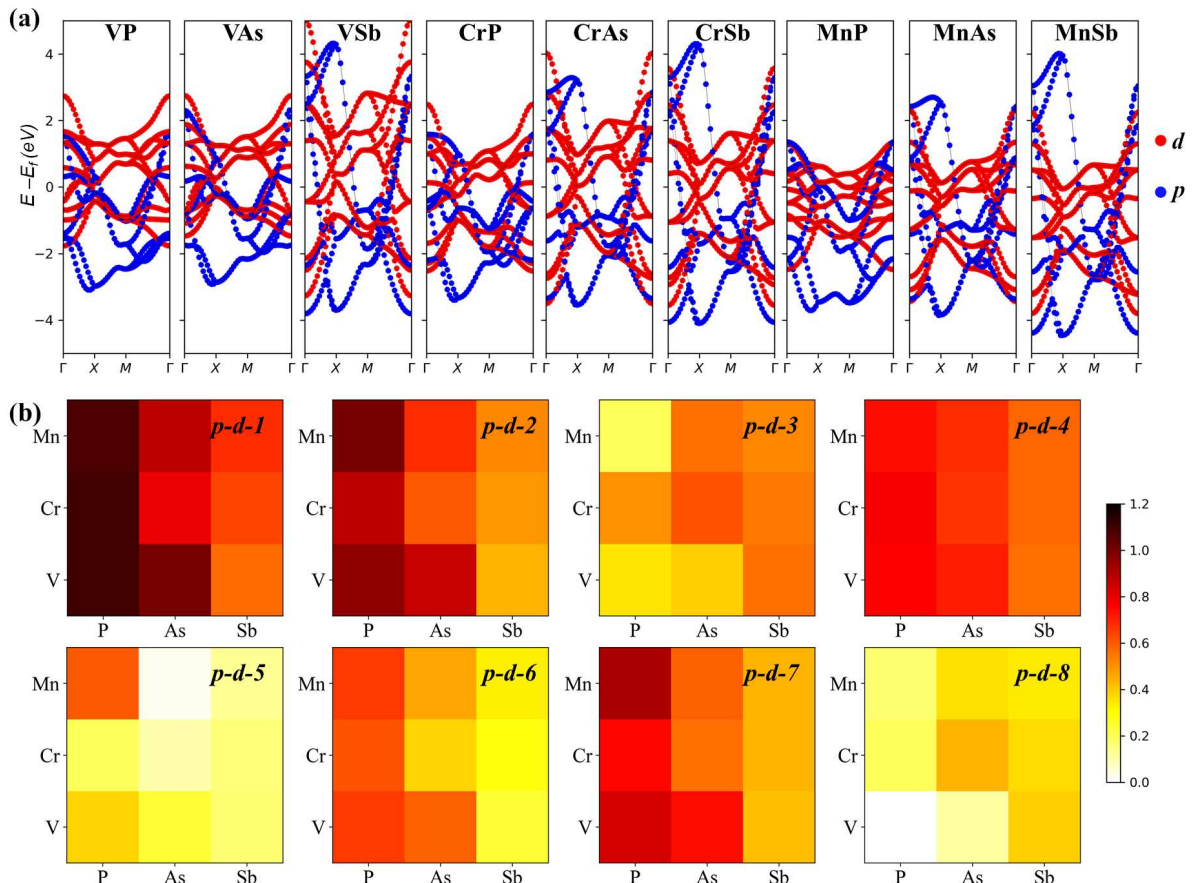 (a)
VP VAs VSb CrP CrAs CrSb MnP MnAs MnSb
4
2
0
−2
−4
E −Ef (eV)
d
p
Γ X M Γ Γ X M Γ Γ X M Γ Γ X M Γ Γ X M Γ Γ X M Γ Γ X M Γ Γ X M Γ Γ X M Γ
(b)
Mn p-d-1 Mn p-d-2 Mn p-d-3 Mn p-d-4
Cr Cr Cr Cr
V V V V
P As Sb P As Sb P As Sb P As Sb
Mn p-d-5 Mn p-d-6 Mn p-d-7 Mn p-d-8
Cr Cr Cr Cr
V V V V
P As Sb P As Sb P As Sb P As Sb
1.2
1.0
0.8
0.6
0.4
0.2
0.0